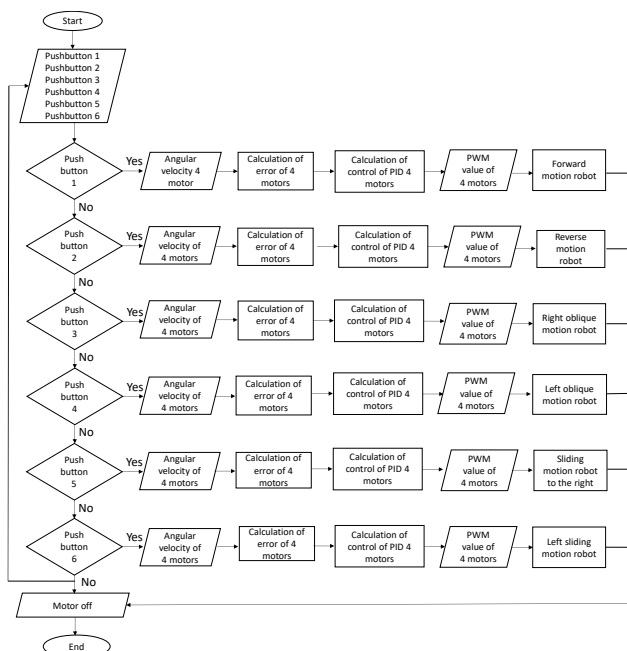 Start
Pushbutton 1
Pushbutton 2
Pushbutton 3
Pushbutton 4
Pushbutton 5
Pushbutton 6
Push
button
1
Yes
Angular
velocity 4
motor
Calculation of
error of 4
motors
Calculation of
control of PID 4
motors
PWM
value of
4 motors
Forward
motion robot
No
Push
button
2
Yes
Angular
velocity of
4 motors
Calculation of
error of 4
motors
Calculation of
control of PID 4
motors
PWM
value of
4 motors
Reverse
motion
robot
No
Push
button
3
Yes
Angular
velocity of
4 motors
Calculation of
error of 4
motors
Calculation of
control of PID 4
motors
PWM
value of
4 motors
Right oblique
motion robot
No
Push
button
4
Yes
Angular
velocity of
4 motors
Calculation of
error of 4
motors
Calculation of
control of PID 4
motors
PWM
value of
4 motors
Left oblique
motion robot
No
Push
button
5
Yes
Angular
velocity of
4 motors
Calculation of
error of 4
motors
Calculation of
control of PID 4
motors
PWM
value of
4 motors
Sliding
motion robot
to the right
No
Push
button
6
Yes
Angular
velocity of
4 motors
Calculation of
error of 4
motors
Calculation of
control of PID 4
motors
PWM
value of
4 motors
Left sliding
motion robot
No
Motor off
End